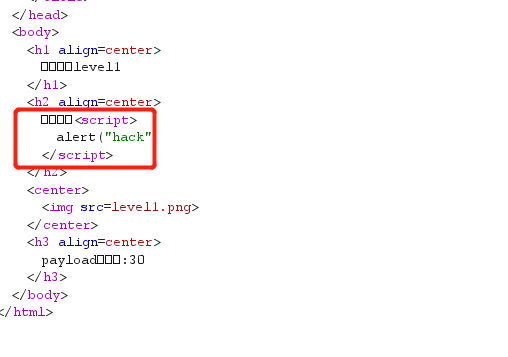 </head>
<body>
<h1 align=center>
□□□□level1
</h1>
<h2 align=center>
□□□□<script>
alert("hack"
</script>
</h2>
<center>
<img src=level1.png>
</center>
<h3 align=center>
payload□□□:30
</h3>
</body>
</html>